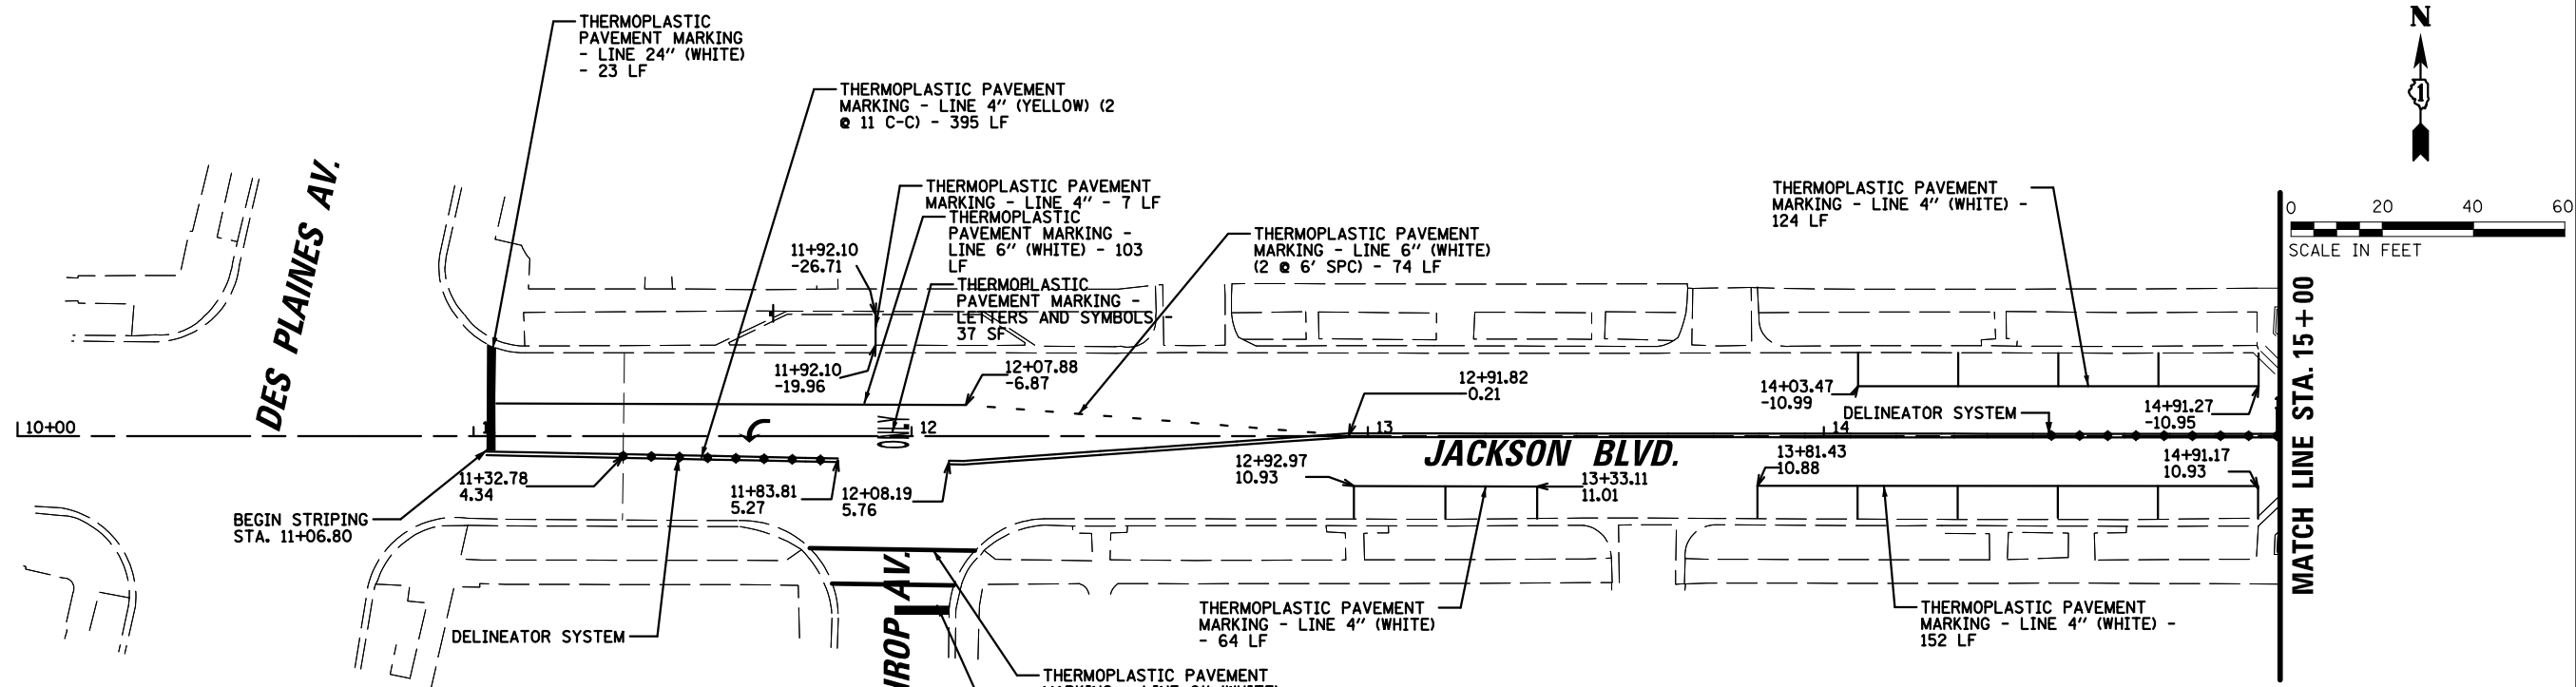 THERMOPLASTIC
PAVEMENT MARKING
- LINE 24" (WHITE)
- 23 LF
THERMOPLASTIC PAVEMENT
MARKING - LINE 4" (YELLOW) (2
@ 11 C-C) - 395 LF
THERMOPLASTIC PAVEMENT
MARKING - LINE 4" - 7 LF
THERMOPLASTIC
PAVEMENT MARKING -
LINE 6" (WHITE) - 103
LF
THERMOPLASTIC
PAVEMENT MARKING -
LETTERS AND SYMBOLS -
37 SF
THERMOPLASTIC PAVEMENT
MARKING - LINE 6" (WHITE)
(2 @ 6' SPC) - 74 LF
THERMOPLASTIC PAVEMENT
MARKING - LINE 4" (WHITE) -
124 LF
N
1
0 20 40 60
SCALE IN FEET
DES PLAINES AV.
11+92.10
-26.71
11+92.10
-19.96
12+07.88
-6.87
12+91.82
0.21
14+03.47
-10.99
DELINEATOR SYSTEM
14+91.27
-10.95
MATCH LINE STA. 15+00
10+00
12
13
14
JACKSON BLVD.
11+32.78
4.34
11+83.81
5.27
12+08.19
5.76
12+92.97
10.93
13+33.11
11.01
13+81.43
10.88
14+91.17
10.93
BEGIN STRIPING
STA. 11+06.80
DELINEATOR SYSTEM
HROP AV.
THERMOPLASTIC PAVEMENT
MARKING - LINE 4" (WHITE)
- 64 LF
THERMOPLASTIC PAVEMENT
MARKING - LINE 4" (WHITE) -
152 LF
THERMOPLASTIC PAVEMENT